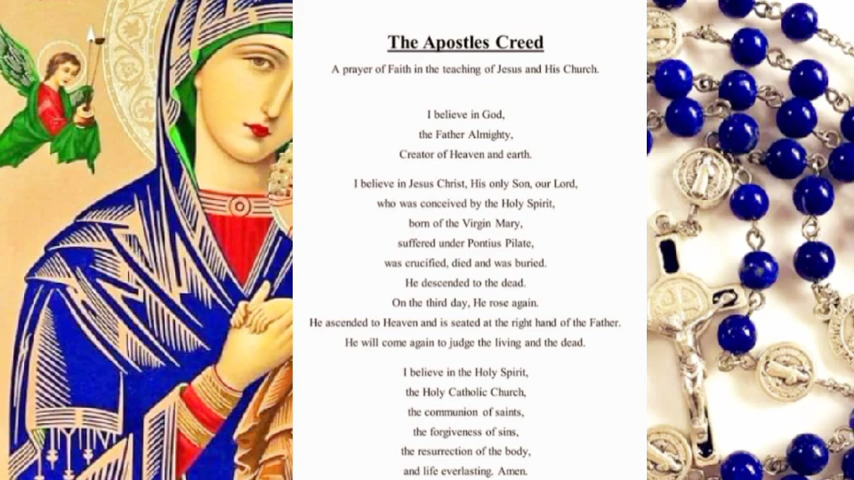 The Apostles Creed
A prayer of Faith in the teaching of Jesus and His Church.
I believe in God,
the Father Almighty,
Creator of Heaven and earth.
I believe in Jesus Christ, His only Son, our Lord,
who was conceived by the Holy Spirit,
born of the Virgin Mary,
suffered under Pontius Pilate,
was crucified, died and was buried.
He descended to the dead.
On the third day, He rose again.
He ascended to Heaven and is seated at the right hand of the Father.
He will come again to judge the living and the dead.
I believe in the Holy Spirit,
the Holy Catholic Church,
the communion of saints,
the forgiveness of sins,
the resurrection of the body,
and life everlasting. Amen.